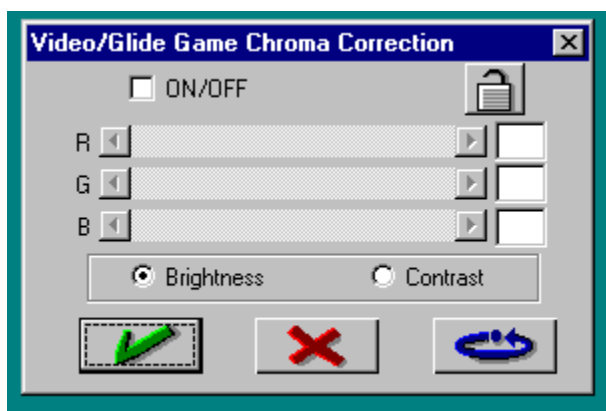 Video/Glide Game Chroma Correction
ON/OFF
R
G
B
Brightness Contrast